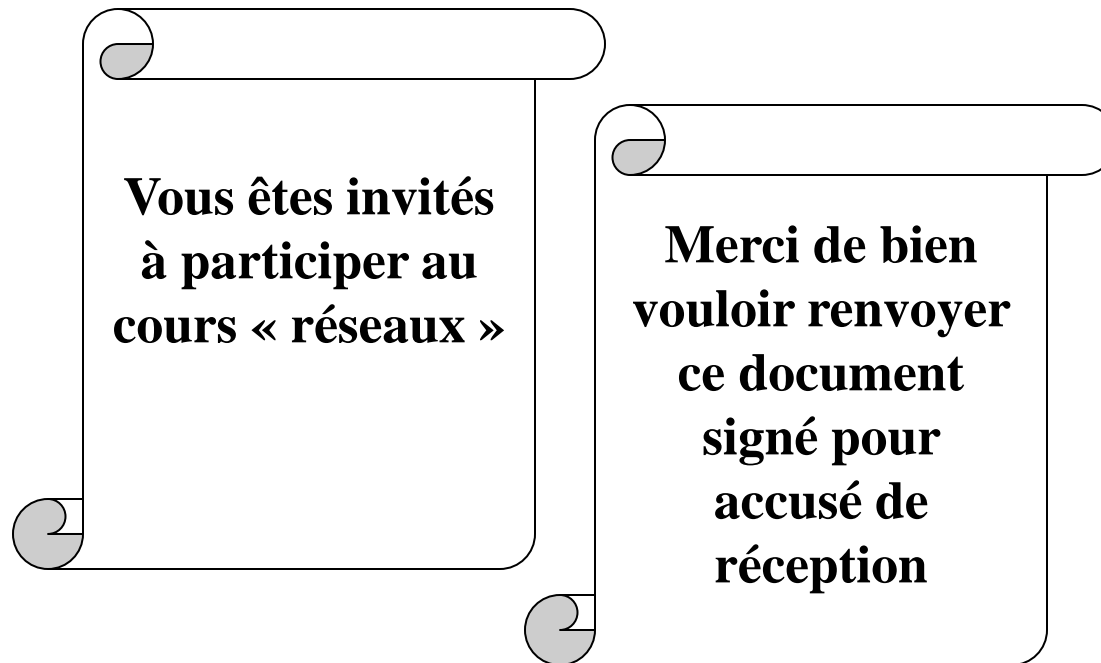 Vous êtes invités
à participer au
cours « réseaux »
Merci de bien
vouloir renvoyer
ce document
signé pour
accusé de
réception